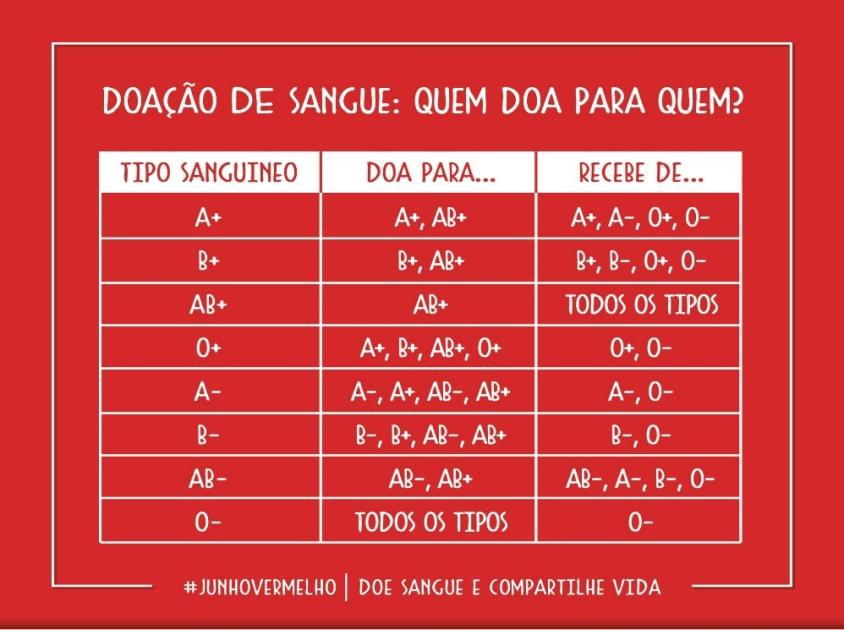 DOAÇÃO DE SANGUE: QUEM DOA PARA QUEM?
TIPO SANGUINEO DOA PARA... RECEBE DE...
A+ A+, AB+ A+, A-, O+, O-
B+ B+, AB+ B+, B-, O+, O-
AB+ AB+ TODOS OS TIPOS
O+ A+, B+, AB+, O+ O+, O-
A- A-, A+, AB-, AB+ A-, O-
B- B-, B+, AB-, AB+ B-, O-
AB- AB-, AB+ AB-, A-, B-, O-
O- TODOS OS TIPOS O-
#JUNHOVERMELHO | DOE SANGUE E COMPARTILHE VIDA